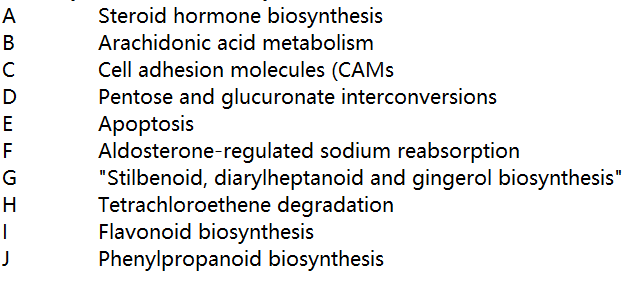 A Steroid hormone biosynthesis
B Arachidonic acid metabolism
C Cell adhesion molecules (CAMs
D Pentose and glucuronate interconversions
E Apoptosis
F Aldosterone-regulated sodium reabsorption
G "Stilbenoid, diarylheptanoid and gingerol biosynthesis"
H Tetrachloroethene degradation
I Flavonoid biosynthesis
J Phenylpropanoid biosynthesis